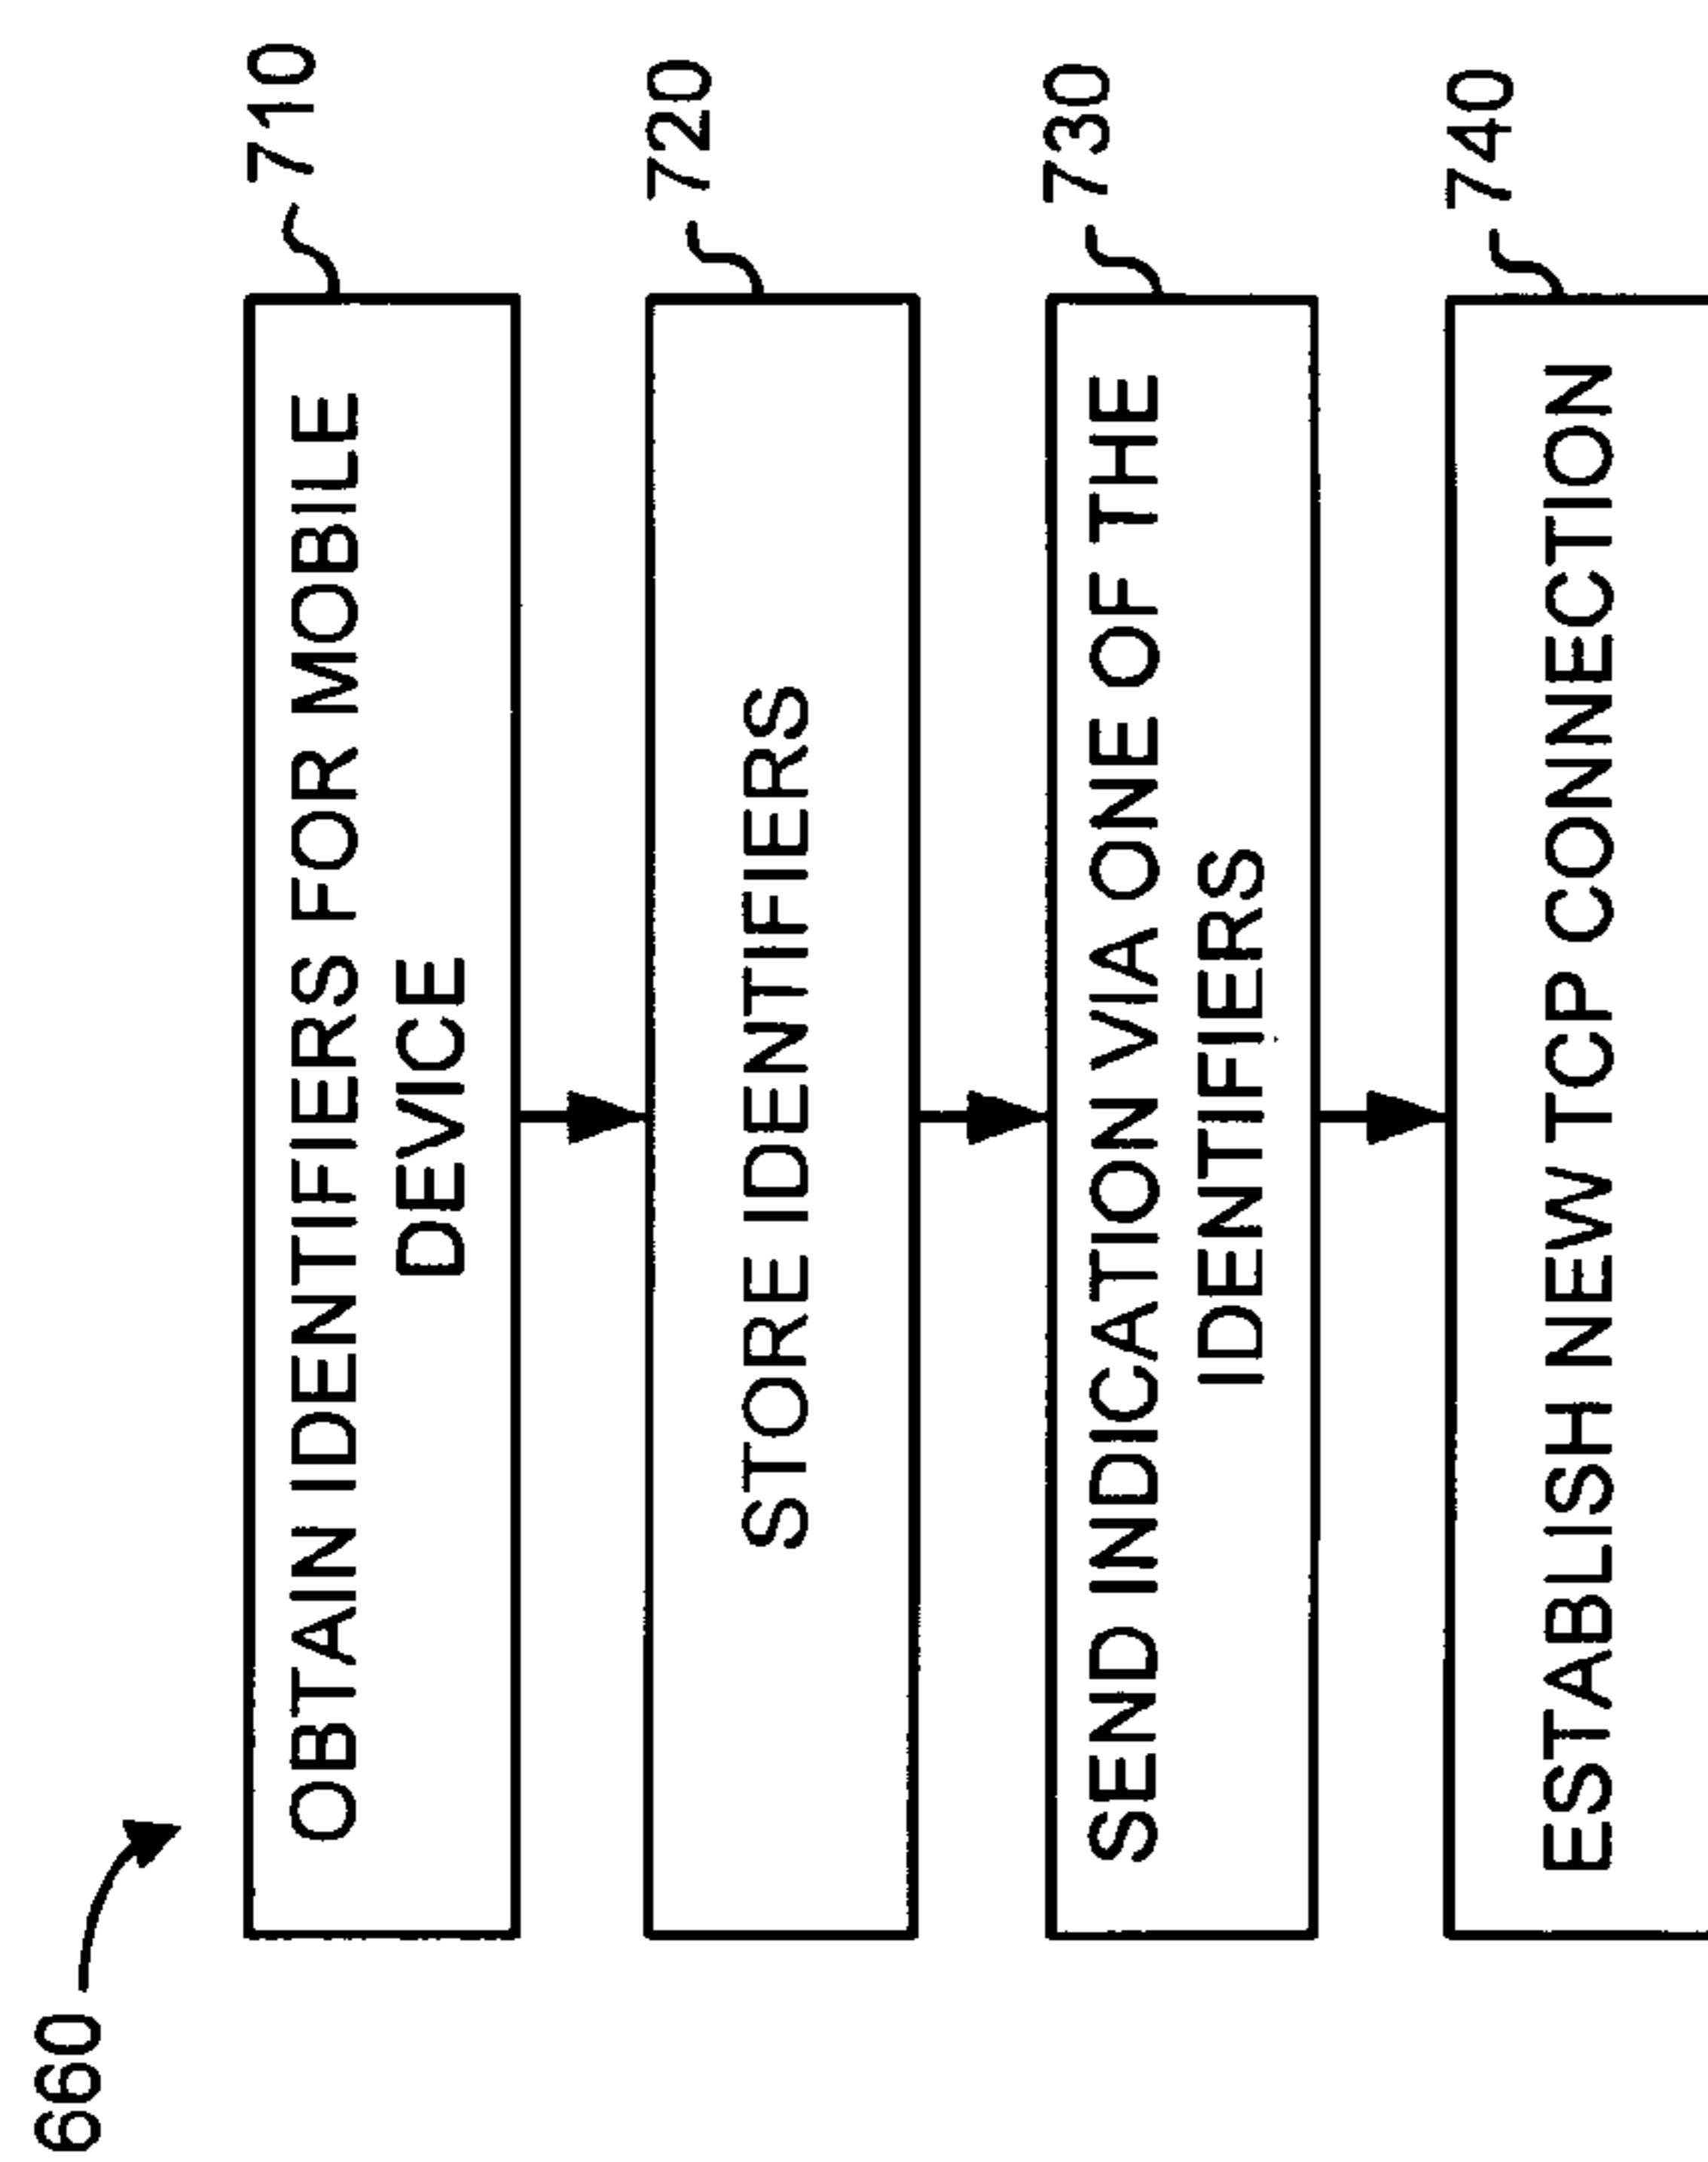 660
710
OBTAIN IDENTIFIERS FOR MOBILE
DEVICE
720
STORE IDENTIFIERS
730
SEND INDICATION VIA ONE OF THE
IDENTIFIERS
740
ESTABLISH NEW TCP CONNECTION